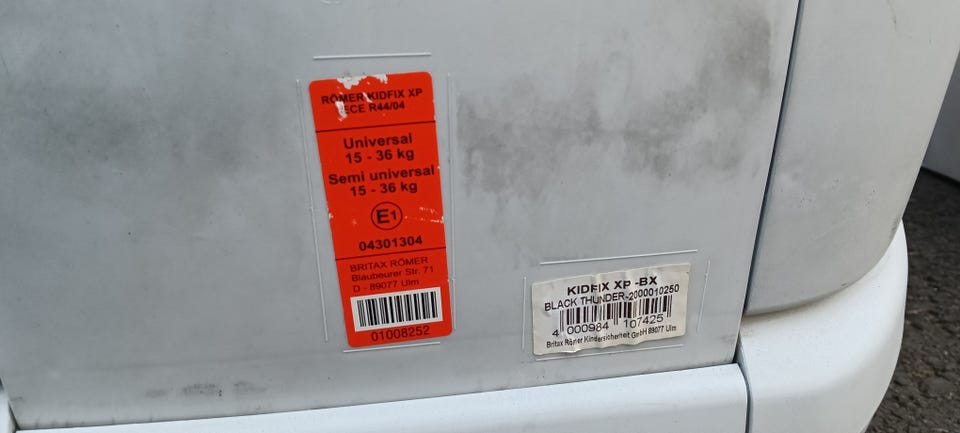 RÖMER KIDFIX XP
ECE R44/04
Universal
15 - 36 kg
Semi universal
15 - 36 kg
E1
04301304
BRITAX RÖMER
Blaubeurer Str. 71
D - 89077 Ulm
01008252
KIDFIX XP -BX
BLACK THUNDER-2000010250
4 000984 107425
Britax Römer Kindersicherheit GmbH 89077 Ulm